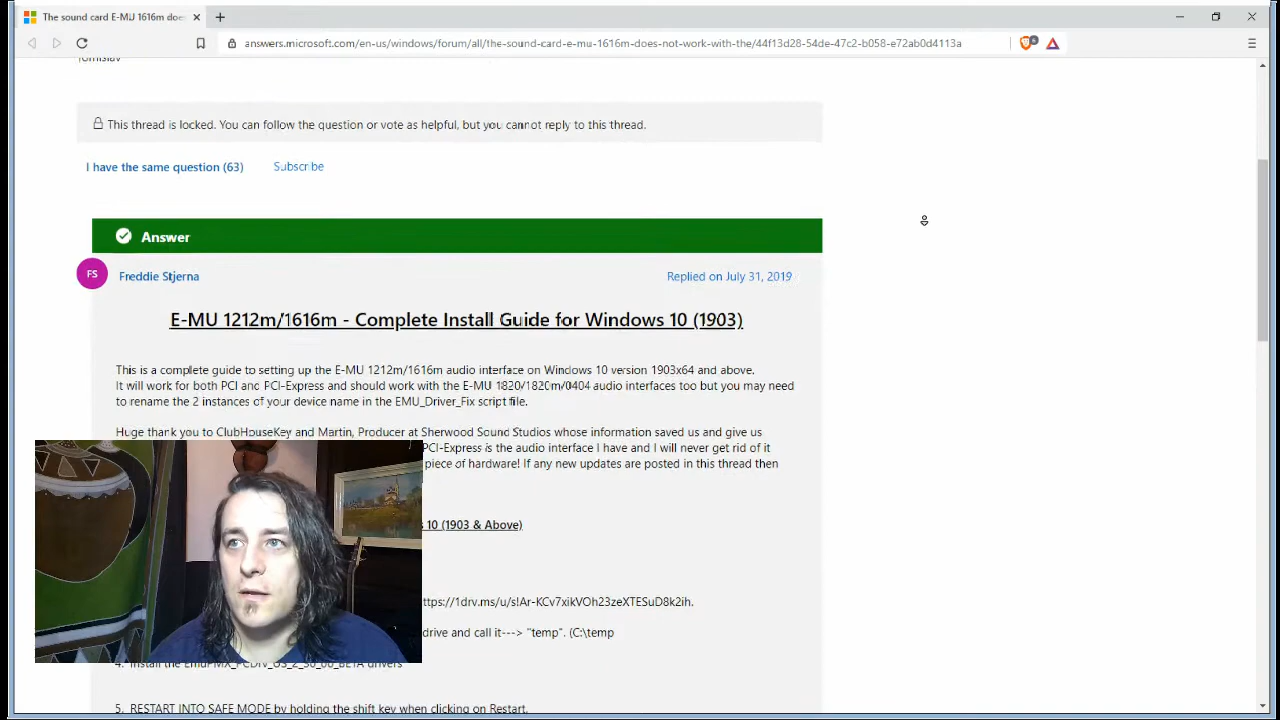 The sound card E-MU 1616m does
answers.microsoft.com/en-us/windows/forum/all/the-sound-card-e-mu-1616m-does-not-work-with-the/44f13d28-54de-47c2-b058-e72ab0d4113a
Tomislav
This thread is locked. You can follow the question or vote as helpful, but you cannot reply to this thread.
I have the same question (63) Subscribe
Answer
FS Freddie Stjerna Replied on July 31, 2019
E-MU 1212m/1616m - Complete Install Guide for Windows 10 (1903)
This is a complete guide to setting up the E-MU 1212m/1616m audio interface on Windows 10 version 1903x64 and above.
It will work for both PCI and PCI-Express and should work with the E-MU 1820/1820m/0404 audio interfaces too but you may need
to rename the 2 instances of your device name in the EMU_Driver_Fix script file.
Huge thank you to ClubHouseKey and Martin, Producer at Sherwood Sound Studios whose information saved us and give us
PCI-Express is the audio interface I have and I will never get rid of it
piece of hardware! If any new updates are posted in this thread then
10 (1903 & Above)
https://1drv.ms/u/s!Ar-KCv7xikVOh23zeXTESuD8k2ih.
drive and call it---> "temp". (C:\temp
4. Install the EmuPMX_PCDrv_US_2_30_00_BETA drivers
5. RESTART INTO SAFE MODE by holding the shift key when clicking on Restart.